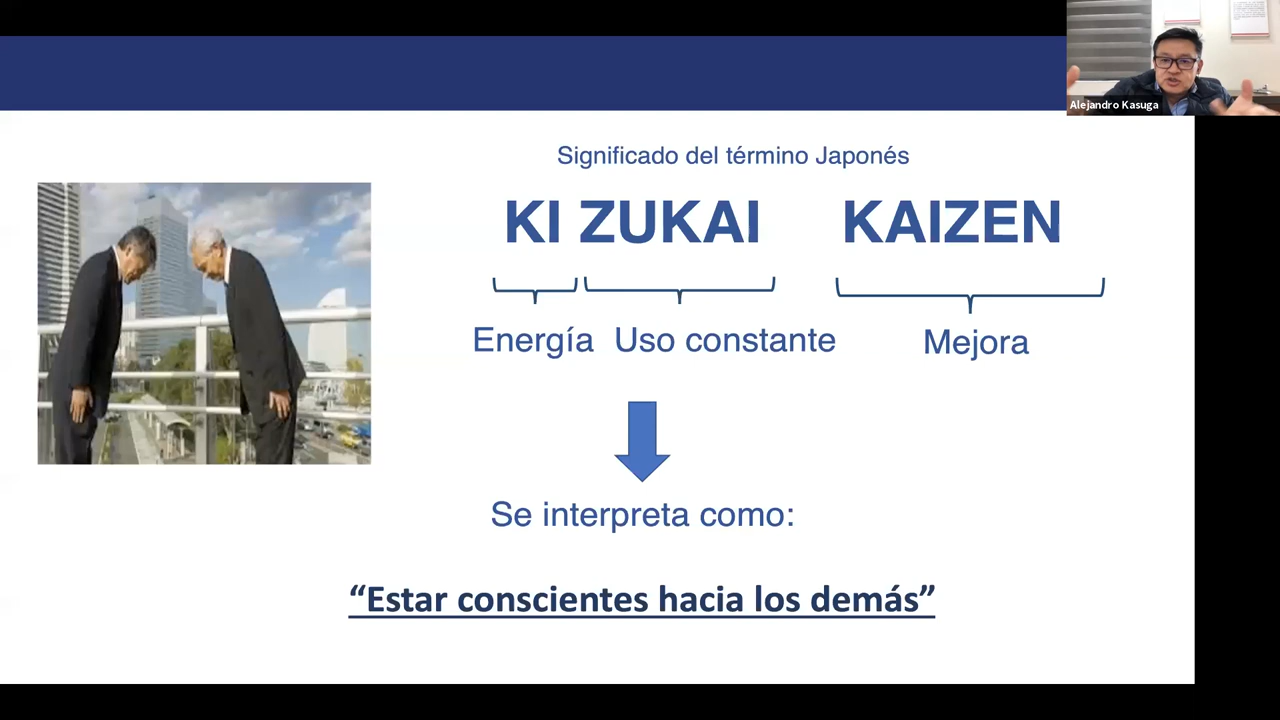 Alejandro Kasuga
Significado del término Japonés
KI ZUKAI KAIZEN
Energía Uso constante Mejora
Se interpreta como:
“Estar conscientes hacia los demás”